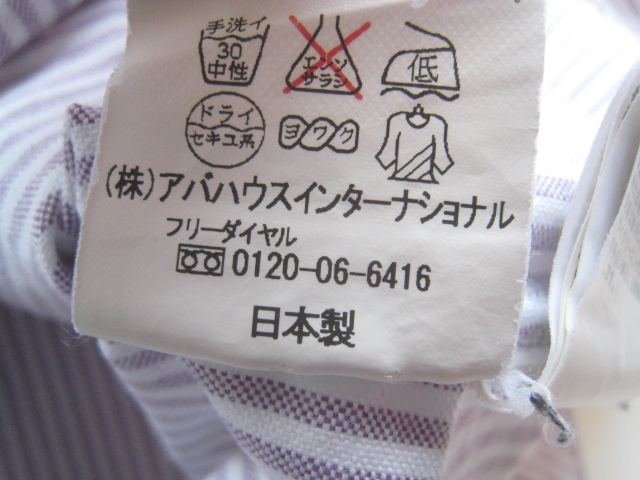 手洗イ
30
中性
エンソ
サラシ
低
ドライ
セキユ系
ヨワク
(株)アバハウスインターナショナル
フリーダイヤル
0120-06-6416
日本製